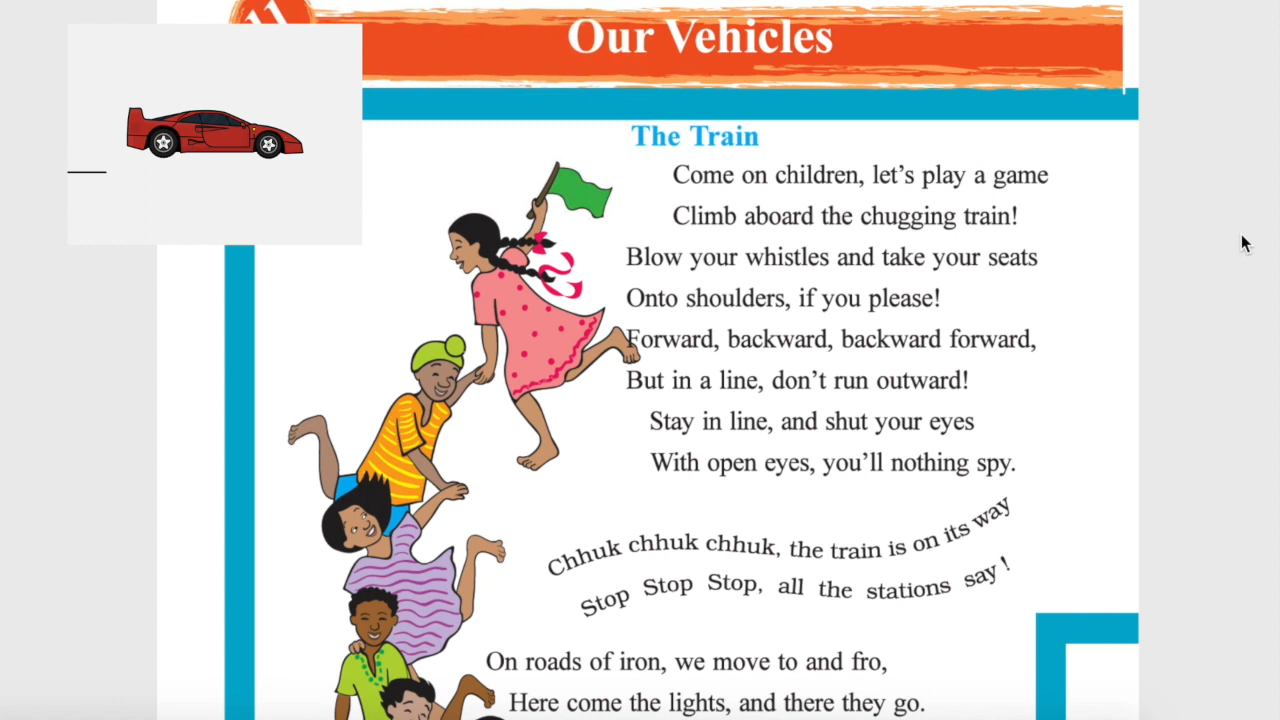 11
Our Vehicles
The Train
Come on children, let's play a game
Climb aboard the chugging train!
Blow your whistles and take your seats
Onto shoulders, if you please!
Forward, backward, backward forward,
But in a line, don't run outward!
Stay in line, and shut your eyes
With open eyes, you'll nothing spy.
Chhuk chhuk chhuk, the train is on its way
Stop Stop Stop, all the stations say !
On roads of iron, we move to and fro,
Here come the lights, and there they go.